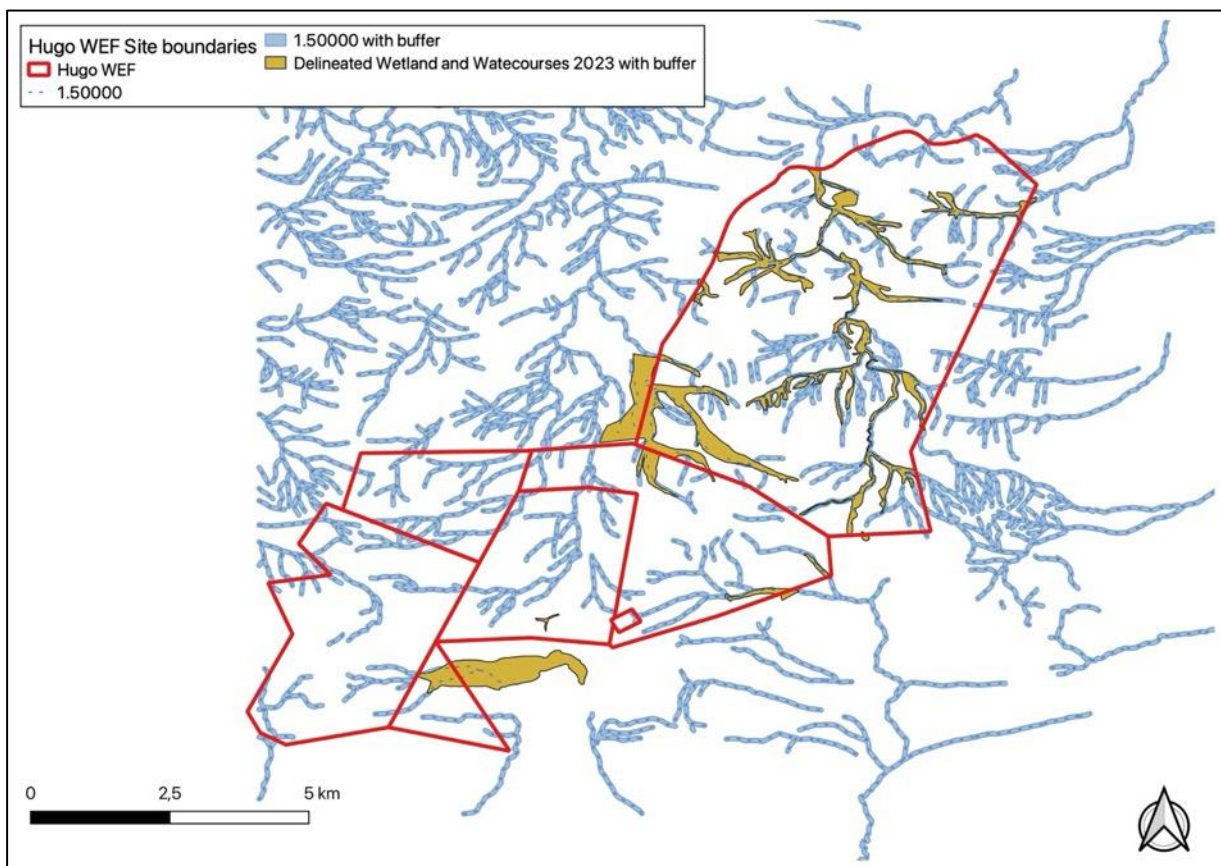 Hugo WEF Site boundaries
Hugo WEF
1.50000
1.50000 with buffer
Delineated Wetland and Watercourses 2023 with buffer
0 2,5 5 km